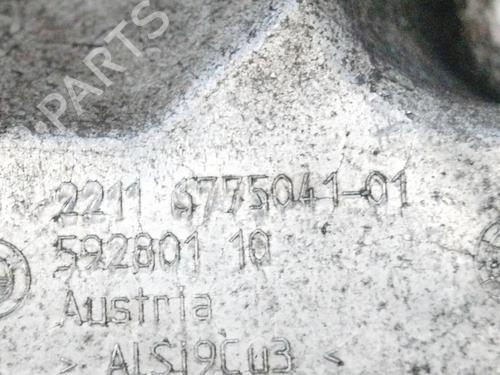 PARTS
2211 6775041-01
592801 10
Austria
> ALSi9Cu3 <